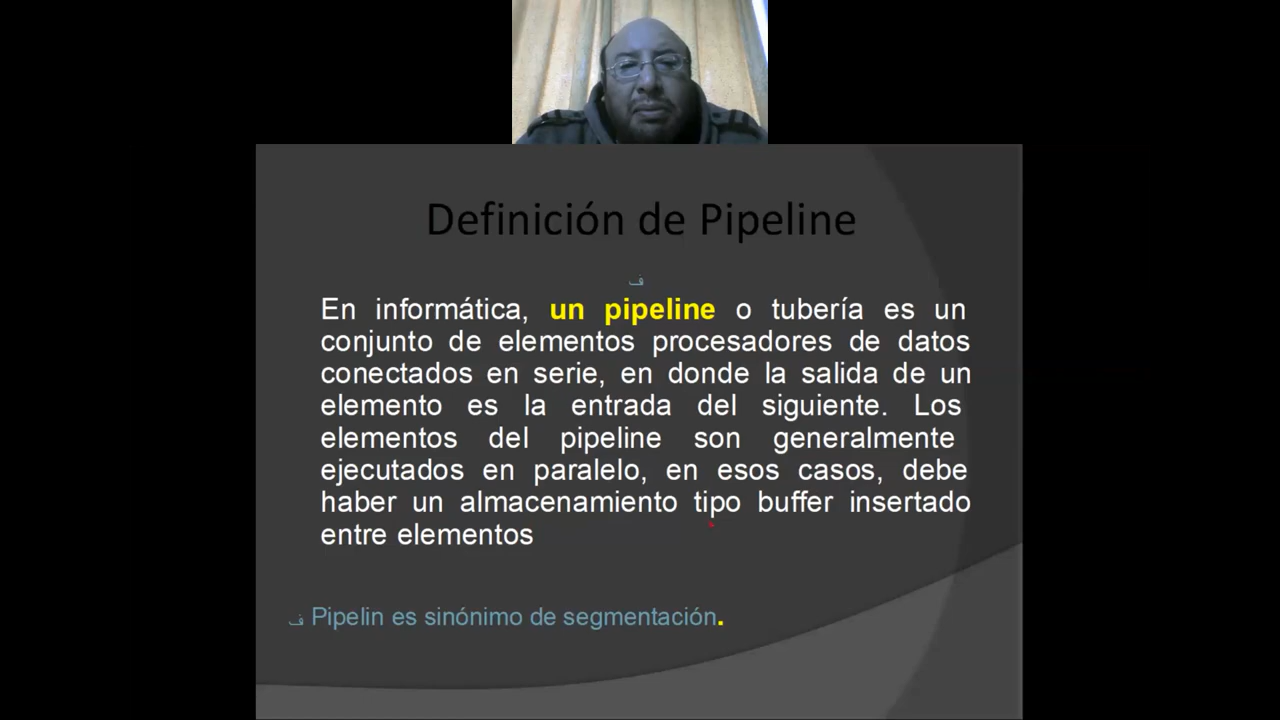 Definición de Pipeline
ف
En informática, un pipeline o tubería es un
conjunto de elementos procesadores de datos
conectados en serie, en donde la salida de un
elemento es la entrada del siguiente. Los
elementos del pipeline son generalmente
ejecutados en paralelo, en esos casos, debe
haber un almacenamiento tipo buffer insertado
entre elementos
ف Pipelin es sinónimo de segmentación.